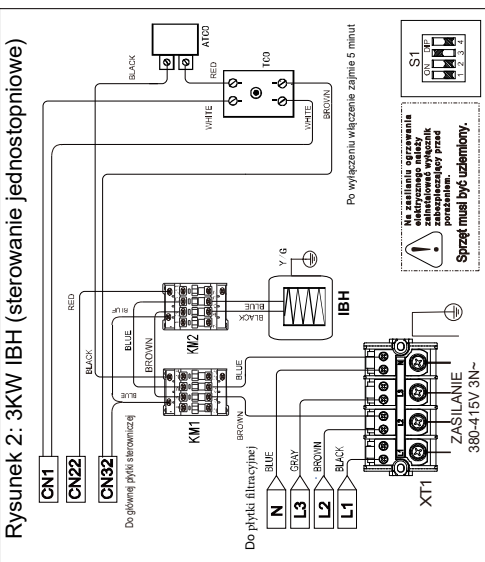 Rysunek 2: 3KW IBH (sterowanie jednostopniowe)
CN1
CN22
CN32
Do głównej płytki sterowniczej
BLACK
RED
BLUE
BLUE
BLUE
BROWN
KM1
KM2
BLACK
ATCO
RED
TCO
WHITE
WHITE
BROWN
Po wyłączeniu włączenie zajmie 5 minut
Y/G
BLUE
BLACK
IBH
BLUE
BROWN
Do płytki filtracyjnej
N
BLUE
L3
GRAY
L2
BROWN
L1
BLACK
L1
L2
L3
N
XT1
ZASILANIE
380-415V 3N~
Na zasilaniu ogrzewania
elektrycznego należy
zainstalować wyłącznik
zabezpieczający przed
porażeniem.
Sprzęt musi być uziemiony.
S1
ON DIP
1 2 3 4